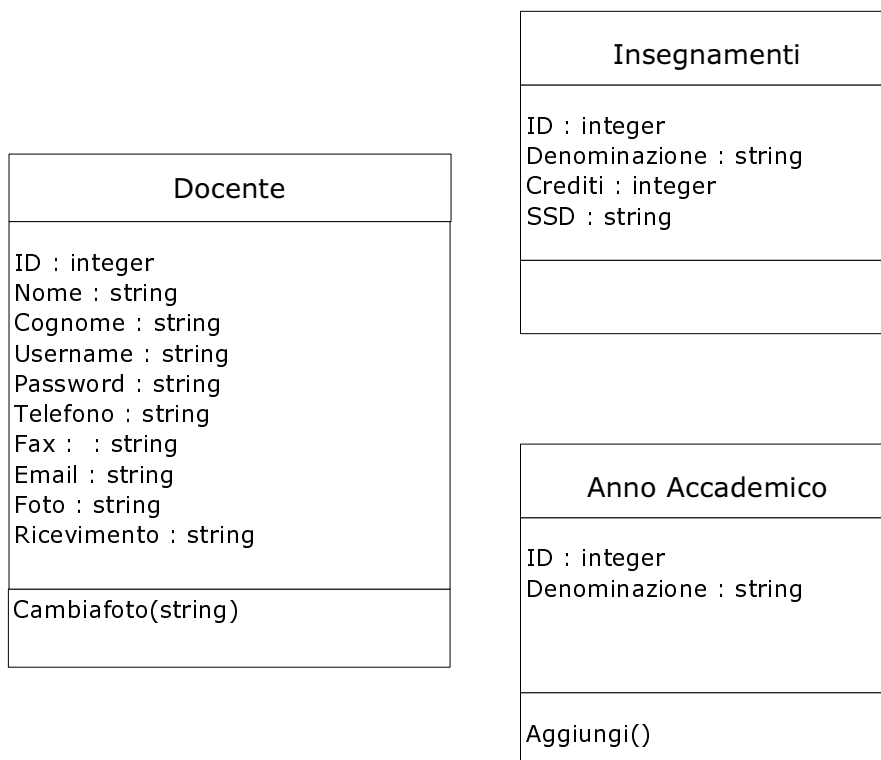 Docente
ID : integer
Nome : string
Cognome : string
Username : string
Password : string
Telefono : string
Fax :  : string
Email : string
Foto : string
Ricevimento : string
Cambiafoto(string)
Insegnamenti
ID : integer
Denominazione : string
Crediti : integer
SSD : string
Anno Accademico
ID : integer
Denominazione : string
Aggiungi()